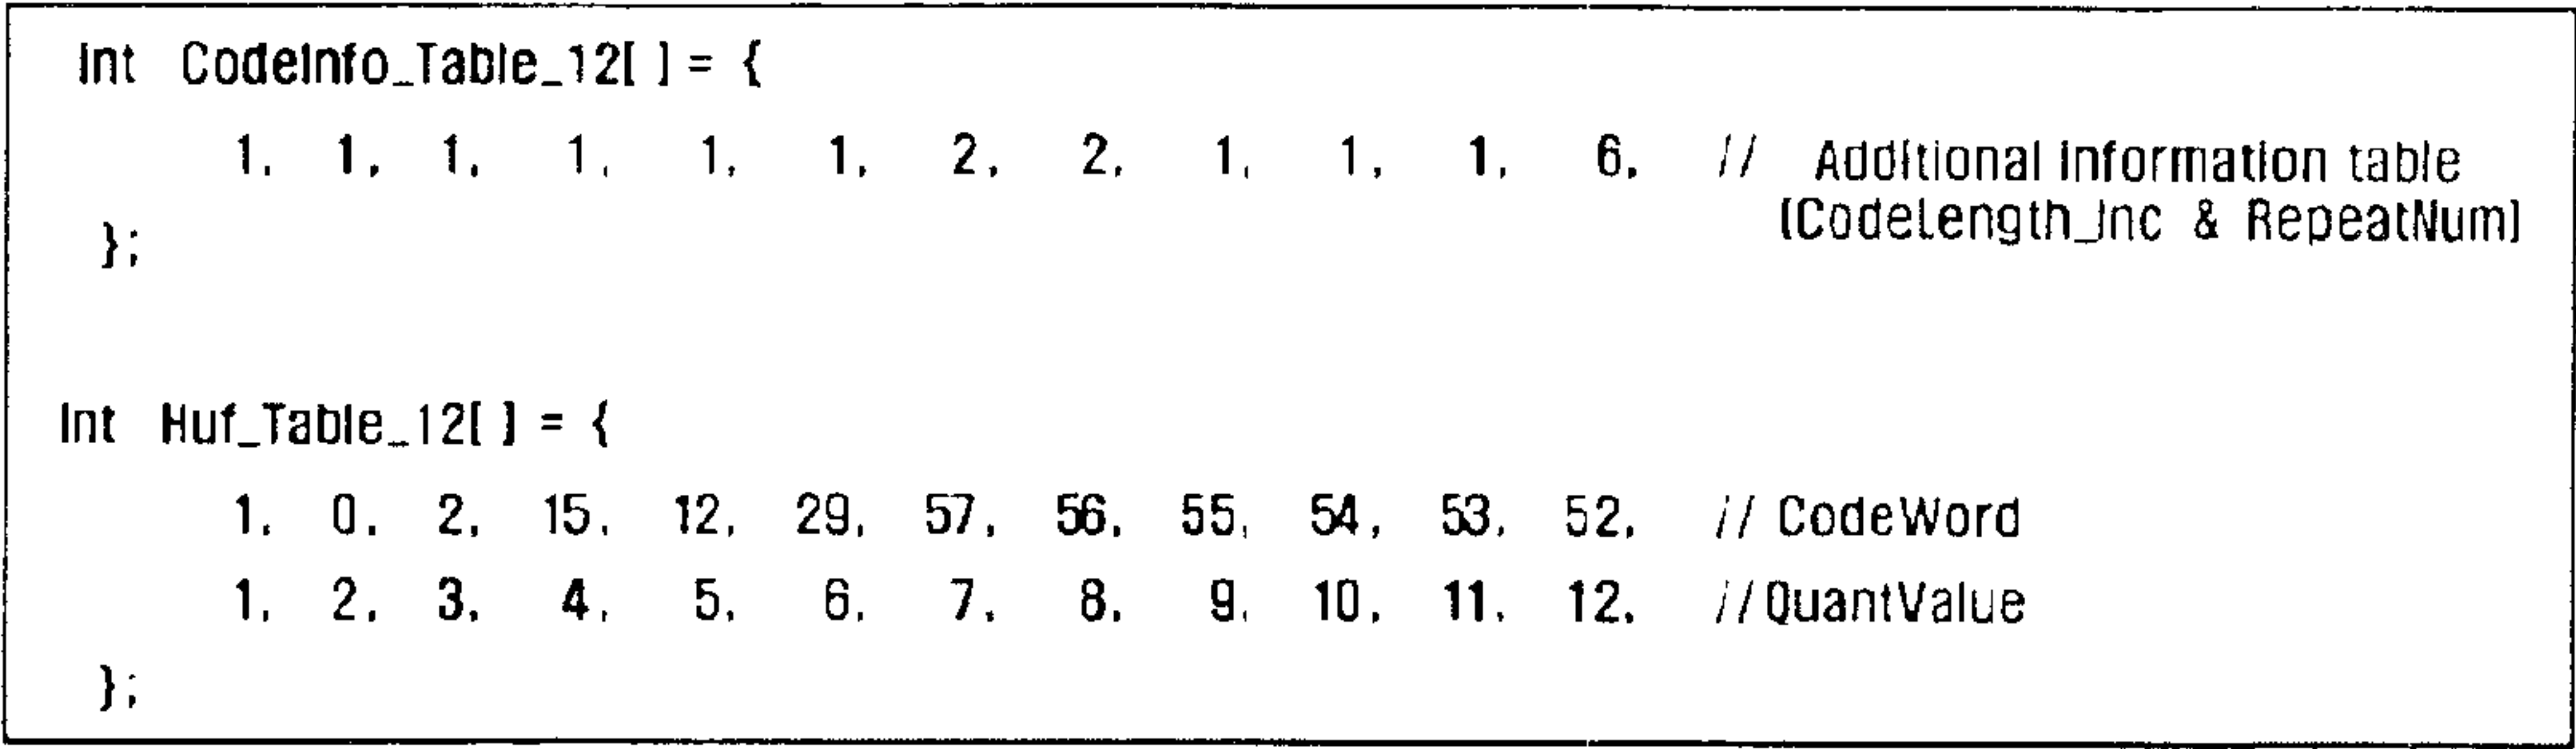 Int CodeInfo_Table_12[ ] = {
1, 1, 1, 1, 1, 1, 2, 2, 1, 1, 1, 6, // Additional Information table
(CodeLength_Inc & RepeatNum)
};
Int Huf_Table_12[ ] = {
1, 0, 2, 15, 12, 29, 57, 56, 55, 54, 53, 52, // CodeWord
1, 2, 3, 4, 5, 6, 7, 8, 9, 10, 11, 12, //QuantValue
};